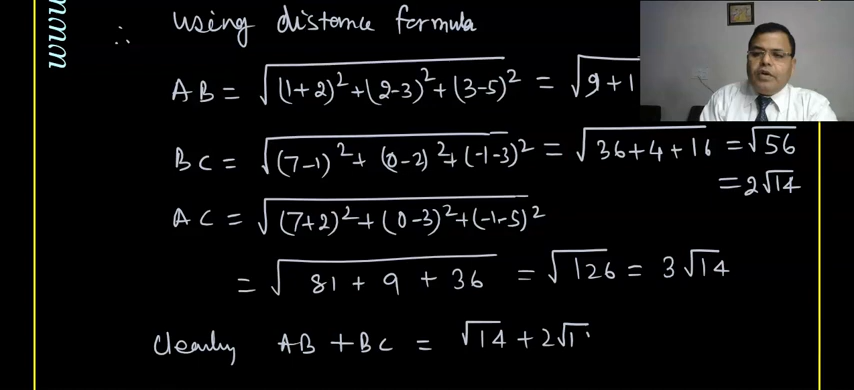 www
∴ Using distance formula
AB = √(1+2)²+(2-3)²+(3-5)² = √9+1
BC = √(7-1)²+(0-2)²+(-1-3)² = √36+4+16 = √56
= 2√14
AC = √(7+2)²+(0-3)²+(-1-5)²
= √81+9+36 = √126 = 3√14
Clearly AB + BC = √14 + 2√1